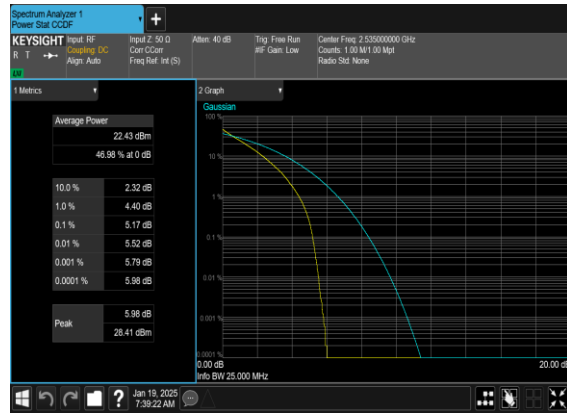 Spectrum Analyzer 1
Power Stat CCDF
KEYSIGHT
R T
LV
Input: RF
Coupling: DC
Align: Auto
Input Z: 50 Ω
Corr CCorr
Freq Ref: Int (S)
Atten: 40 dB
Trig: Free Run
#IF Gain: Low
Center Freq: 2.535000000 GHz
Counts: 1.00 M/1.00 Mpt
Radio Std: None
1 Metrics
Average Power
22.43 dBm
46.98 % at 0 dB
10.0 % 2.32 dB
1.0 % 4.40 dB
0.1 % 5.17 dB
0.01 % 5.52 dB
0.001 % 5.79 dB
0.0001 % 5.98 dB
Peak
5.98 dB
28.41 dBm
2 Graph
Gaussian
100 %
10 %
1 %
0.1 %
0.01 %
0.001 %
0.0001 %
0.00 dB
20.00 dB
Info BW 25.000 MHz
?
Jan 19, 2025
7:39:22 AM